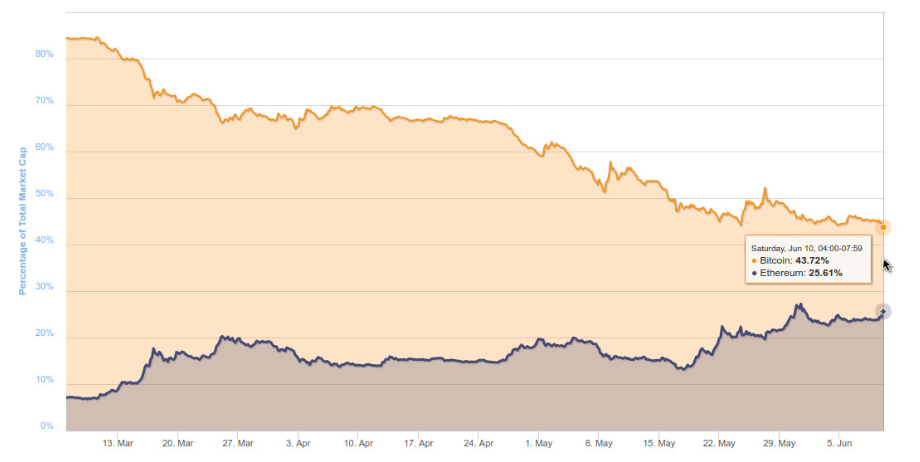 Percentage of Total Market Cap
80%
70%
60%
50%
40%
30%
20%
10%
0%
Saturday, Jun 10, 04:00-07:59
Bitcoin: 43.72%
Ethereum: 25.61%
13. Mar 20. Mar 27. Mar 3. Apr 10. Apr 17. Apr 24. Apr 1. May 8. May 15. May 22. May 29. May 5. Jun